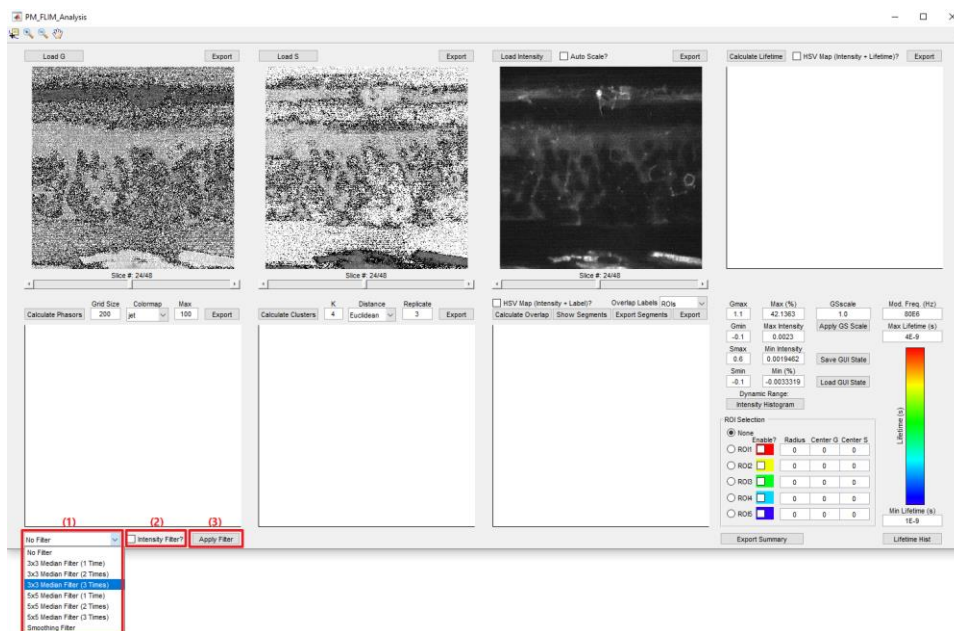 PM_FLIM_Analysis
Load G Export Load S Export Load Intensity Auto Scale? Export Calculate Lifetime HSV Map (Intensity + Lifetime)? Export
Slice #: 24/48 Slice #: 24/48 Slice #: 24/48
Grid Size Colormap Max K Distance Replicate HSV Map (Intensity + Label)? Overlap Labels ROIs
Calculate Phasors 200 jet 100 Export Calculate Clusters 4 Euclidean 3 Export Calculate Overlap Show Segments Export Segments Export
Gmax Max (%) GSscale Mod. Freq. (Hz)
1.1 42.1363 1.0 80E6
Gmin Max Intensity Apply GS Scale Max Lifetime (s)
-0.1 0.0023 4E-9
Smax Min Intensity
0.6 0.0019462 Save GUI State
Smin Min (%)
-0.1 -0.0033319 Load GUI State
Dynamic Range:
Intensity Histogram
ROI Selection
None
Enable? Radius Center G Center S
ROI1 0 0 0
ROI2 0 0 0
ROI3 0 0 0
ROI4 0 0 0
ROI5 0 0 0
Lifetime (s)
Min Lifetime (s)
1E-9
Export Summary Lifetime Hist
(1) (2) (3)
No Filter Intensity Filter? Apply Filter
No Filter
3x3 Median Filter (1 Time)
3x3 Median Filter (2 Times)
3x3 Median Filter (3 Times)
5x5 Median Filter (1 Time)
5x5 Median Filter (2 Times)
5x5 Median Filter (3 Times)
Smoothing Filter